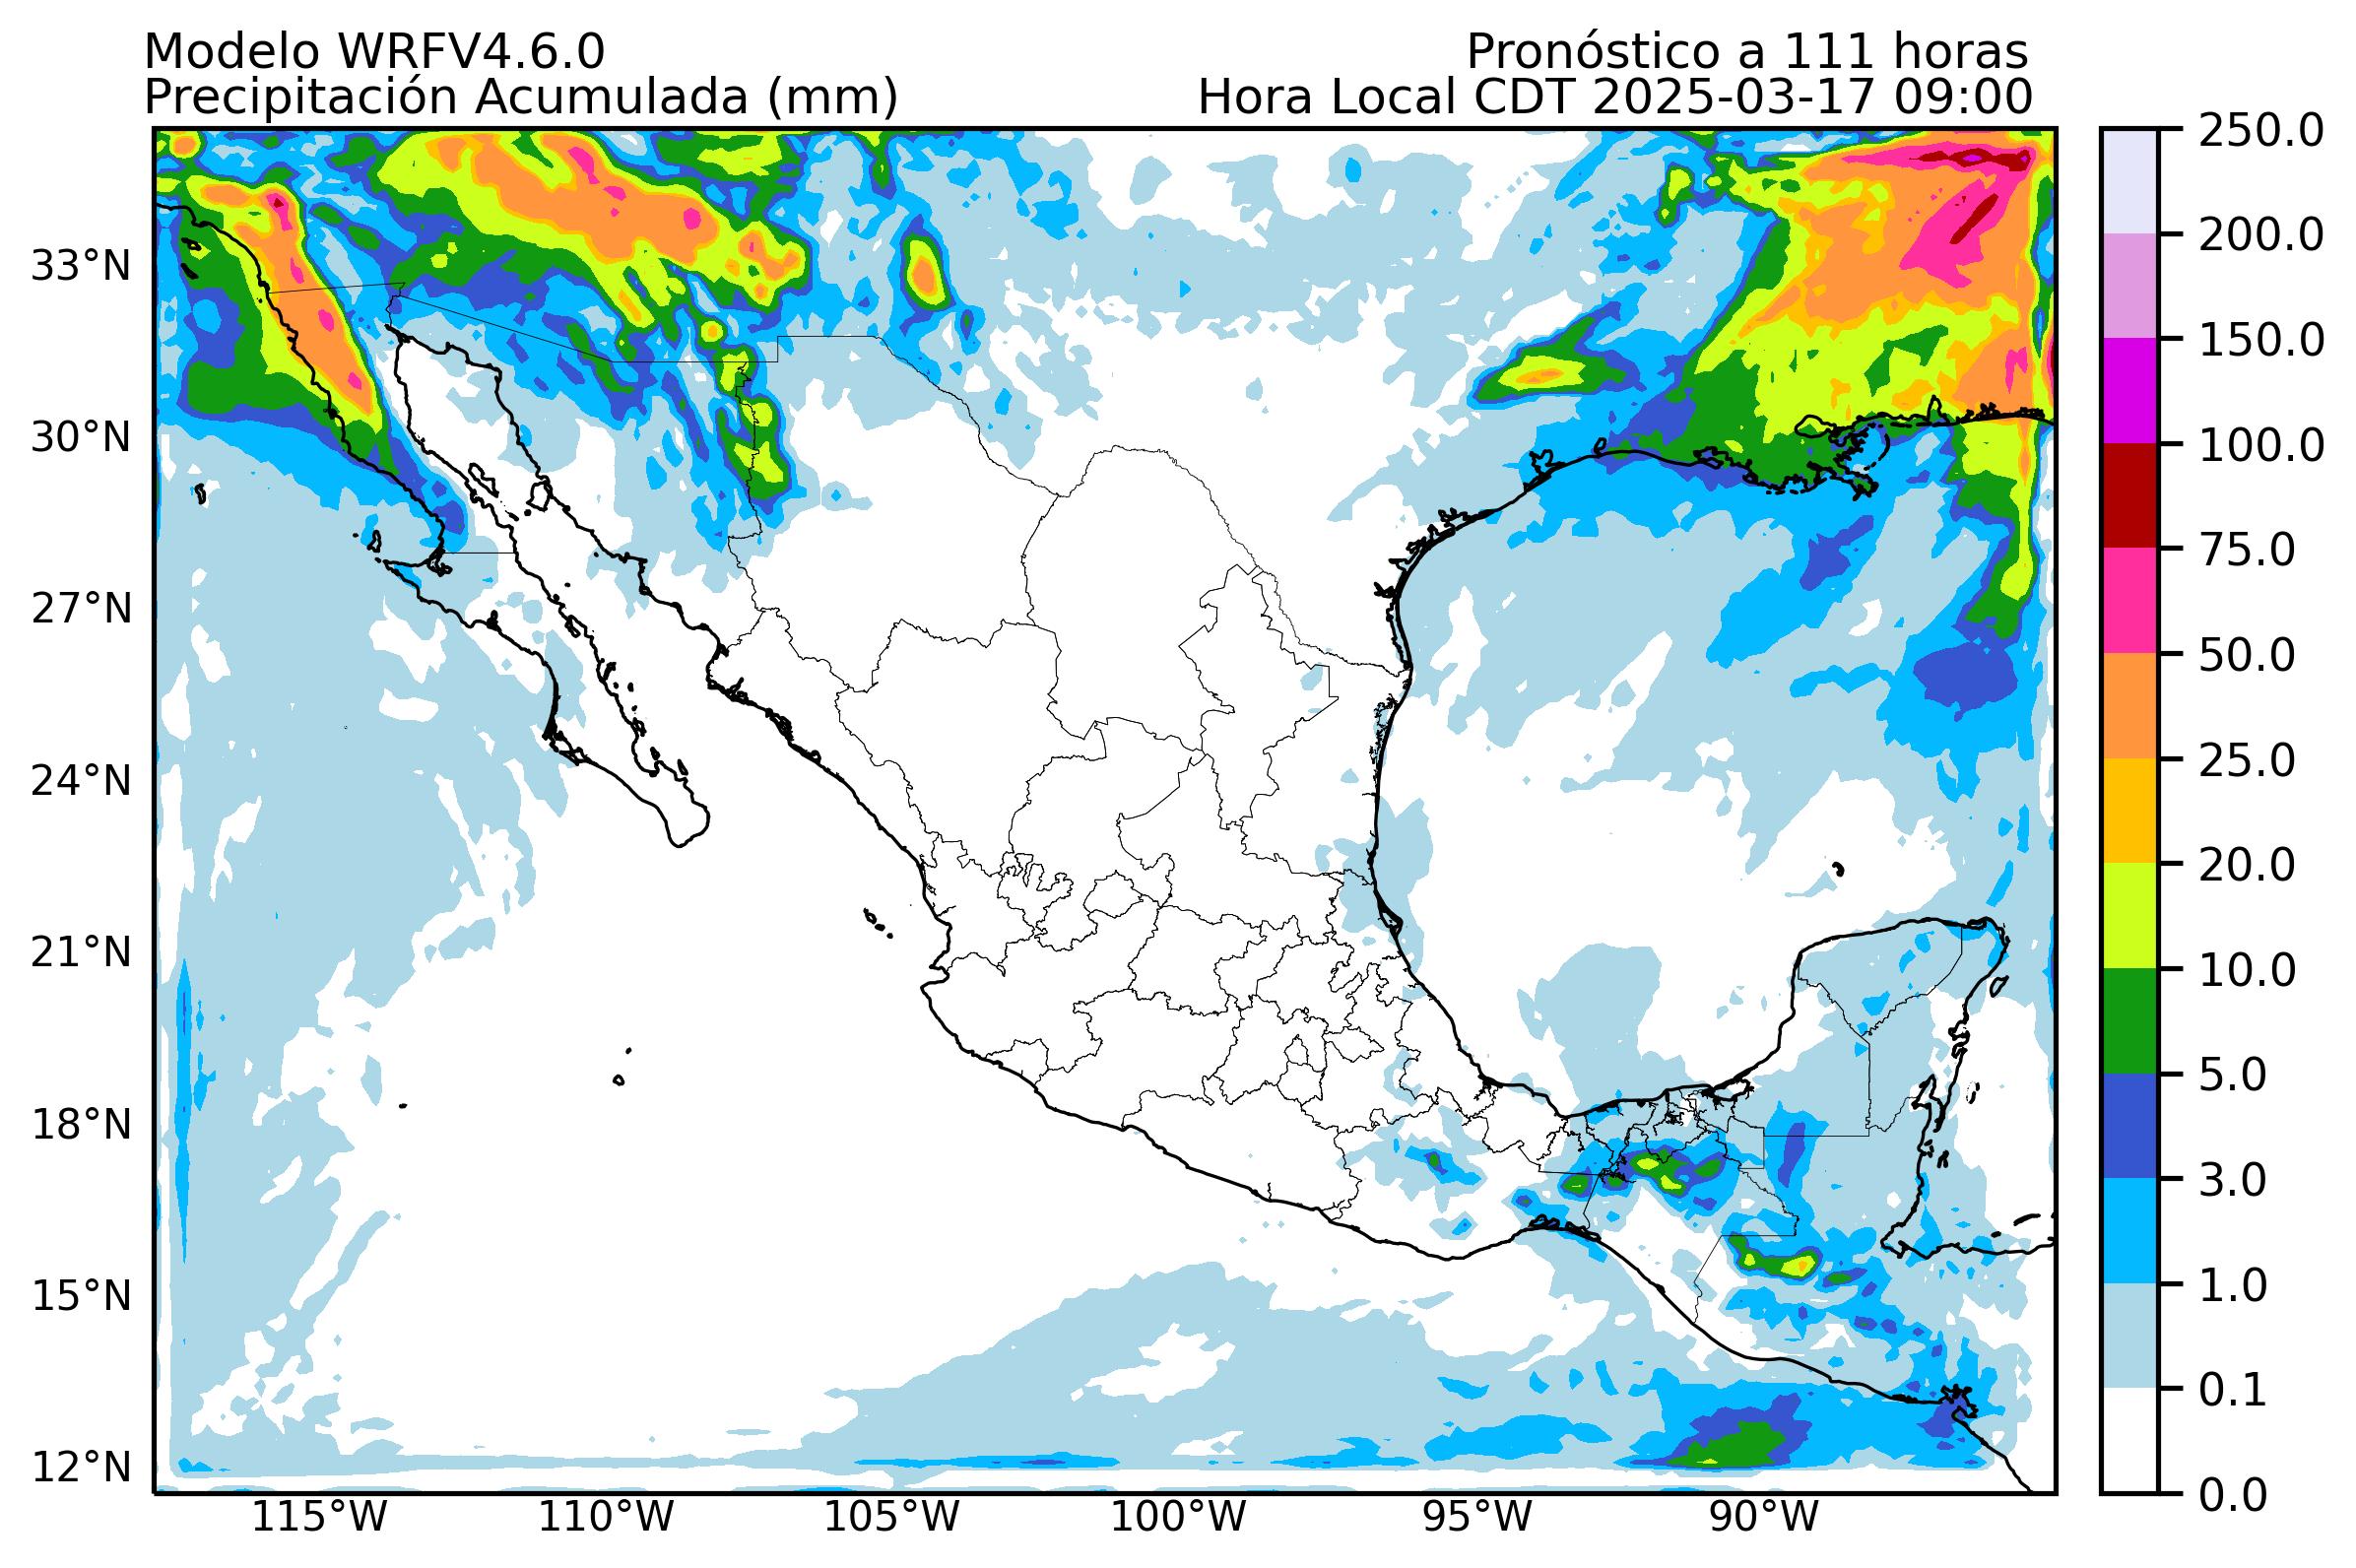 Modelo WRFV4.6.0
Pronóstico a 111 horas
Precipitación Acumulada (mm)
Hora Local CDT 2025-03-17 09:00
33°N
30°N
27°N
24°N
21°N
18°N
15°N
12°N
115°W
110°W
105°W
100°W
95°W
90°W
250.0
200.0
150.0
100.0
75.0
50.0
25.0
20.0
10.0
5.0
3.0
1.0
0.1
0.0